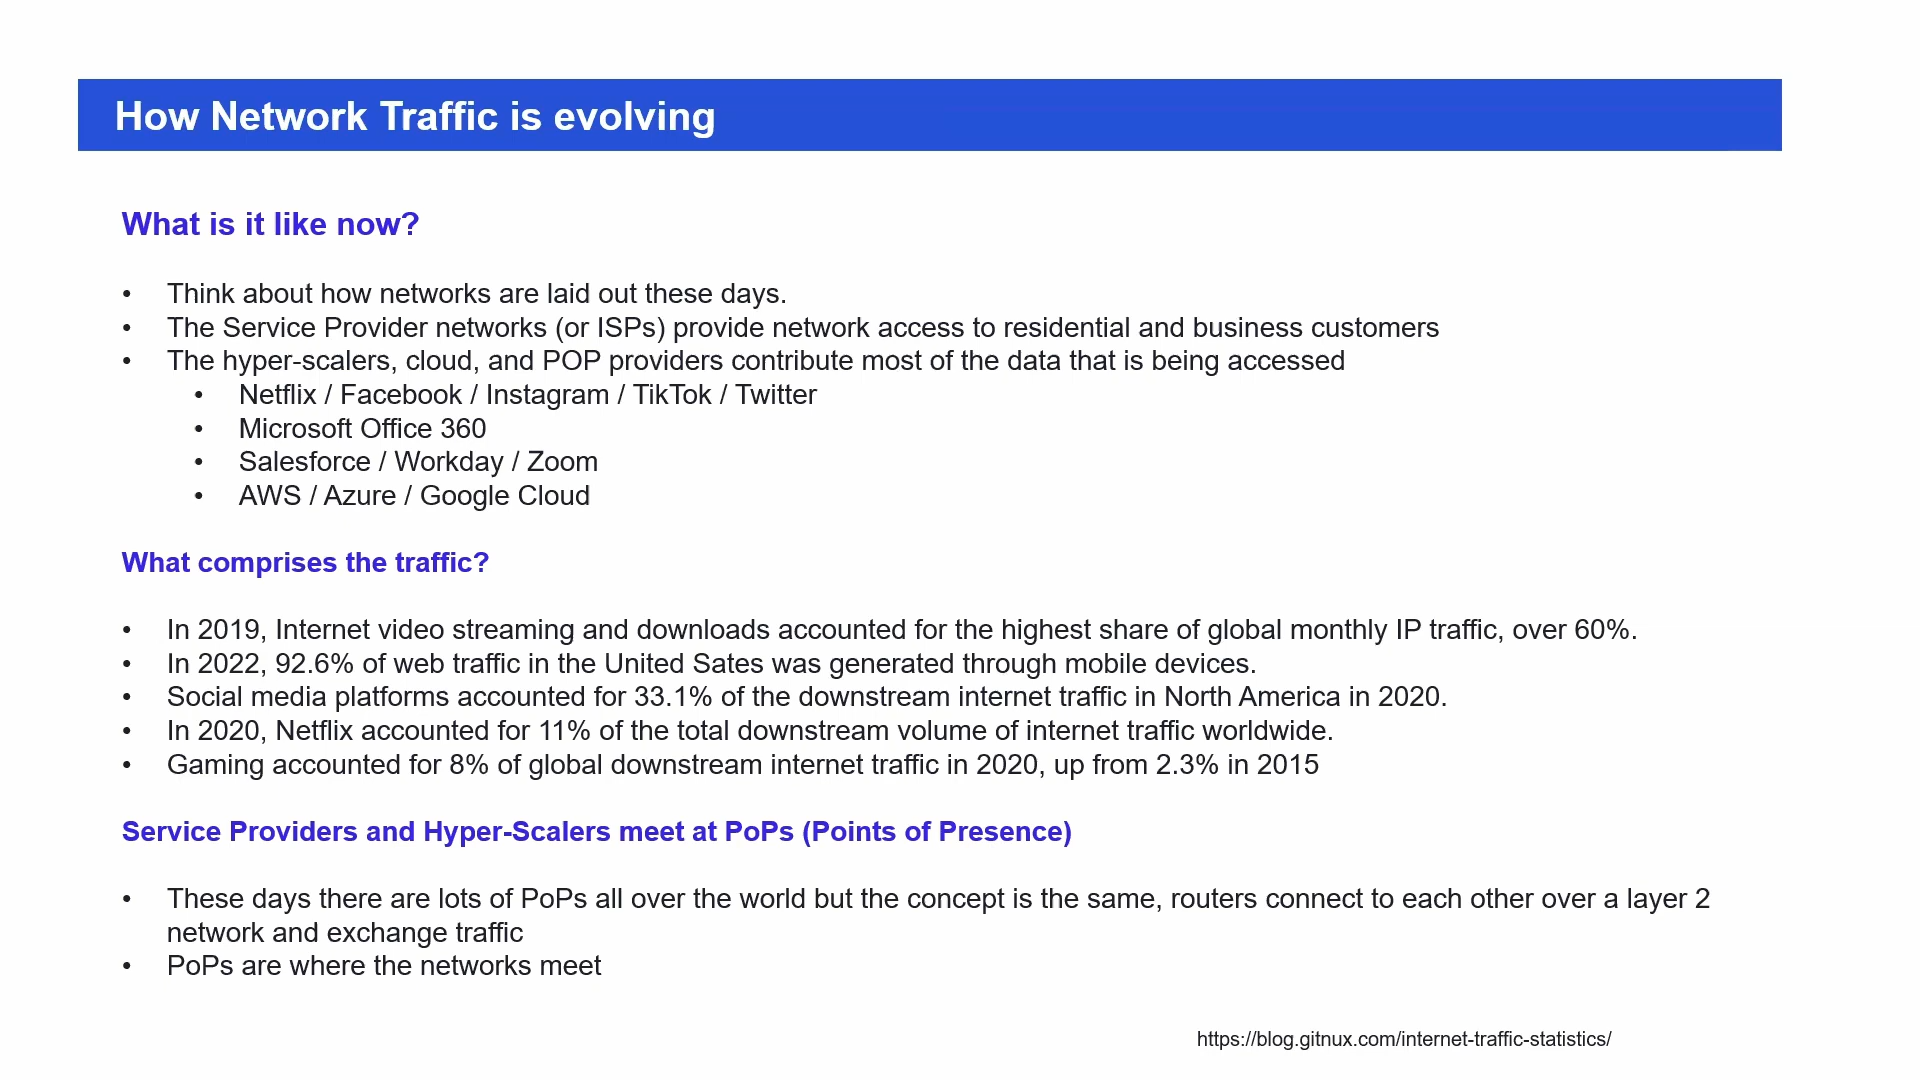 How Network Traffic is evolving
What is it like now?
• Think about how networks are laid out these days.
• The Service Provider networks (or ISPs) provide network access to residential and business customers
• The hyper-scalers, cloud, and POP providers contribute most of the data that is being accessed
• Netflix / Facebook / Instagram / TikTok / Twitter
• Microsoft Office 360
• Salesforce / Workday / Zoom
• AWS / Azure / Google Cloud
What comprises the traffic?
• In 2019, Internet video streaming and downloads accounted for the highest share of global monthly IP traffic, over 60%.
• In 2022, 92.6% of web traffic in the United Sates was generated through mobile devices.
• Social media platforms accounted for 33.1% of the downstream internet traffic in North America in 2020.
• In 2020, Netflix accounted for 11% of the total downstream volume of internet traffic worldwide.
• Gaming accounted for 8% of global downstream internet traffic in 2020, up from 2.3% in 2015
Service Providers and Hyper-Scalers meet at PoPs (Points of Presence)
• These days there are lots of PoPs all over the world but the concept is the same, routers connect to each other over a layer 2
network and exchange traffic
• PoPs are where the networks meet
https://blog.gitnux.com/internet-traffic-statistics/